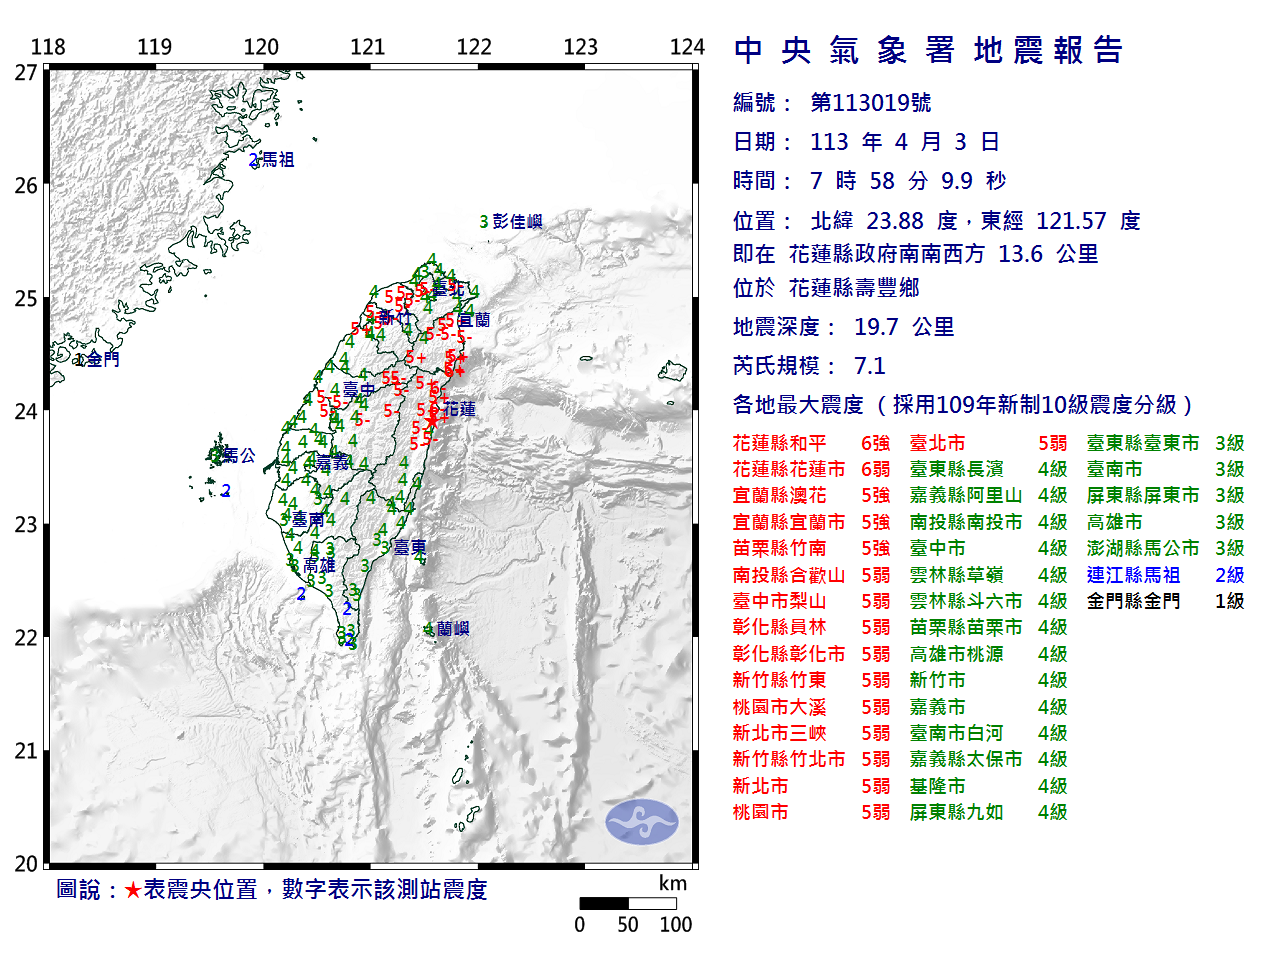 118 119 120 121 122 123 124
27
26
25
24
23
22
21
20
2 馬祖
3 彭佳嶼
臺北
新竹
宜蘭
1 金門
臺中
花蓮
馬公
2
嘉義
臺南
臺東
高雄
2
2
蘭嶼
圖說：★表震央位置，數字表示該測站震度
km
0 50 100
中央氣象署地震報告
編號： 第113019號
日期： 113 年 4 月 3 日
時間： 7 時 58 分 9.9 秒
位置： 北緯 23.88 度，東經 121.57 度
即在 花蓮縣政府南南西方 13.6 公里
位於 花蓮縣壽豐鄉
地震深度： 19.7 公里
芮氏規模： 7.1
各地最大震度（採用109年新制10級震度分級）
花蓮縣和平 6強 臺北市 5弱 臺東縣臺東市 3級
花蓮縣花蓮市 6弱 臺東縣長濱 4級 臺南市 3級
宜蘭縣澳花 5強 嘉義縣阿里山 4級 屏東縣屏東市 3級
宜蘭縣宜蘭市 5強 南投縣南投市 4級 高雄市 3級
苗栗縣竹南 5強 臺中市 4級 澎湖縣馬公市 3級
南投縣合歡山 5弱 雲林縣草嶺 4級 連江縣馬祖 2級
臺中市梨山 5弱 雲林縣斗六市 4級 金門縣金門 1級
彰化縣員林 5弱 苗栗縣苗栗市 4級
彰化縣彰化市 5弱 高雄市桃源 4級
新竹縣竹東 5弱 新竹市 4級
桃園市大溪 5弱 嘉義市 4級
新北市三峽 5弱 臺南市白河 4級
新竹縣竹北市 5弱 嘉義縣太保市 4級
新北市 5弱 基隆市 4級
桃園市 5弱 屏東縣九如 4級